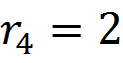 r₄ = 2